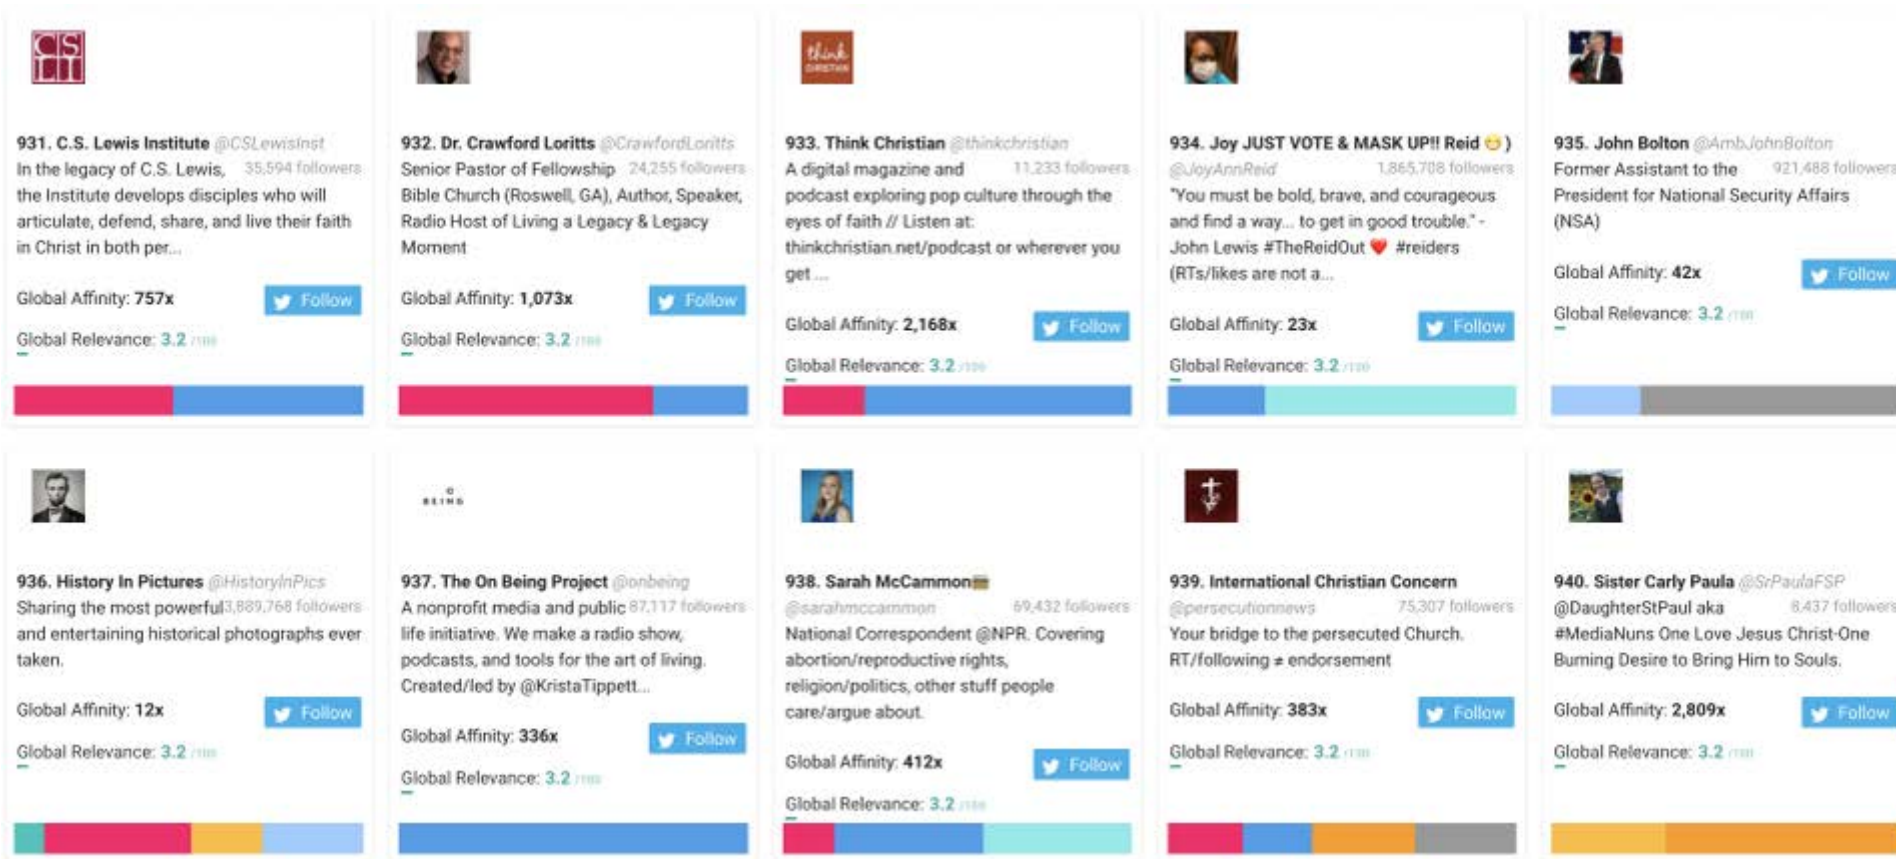 CS
LI
think
CHRISTIAN
931. C.S. Lewis Institute @CSLewisInst
In the legacy of C.S. Lewis, 35,594 followers
the Institute develops disciples who will
articulate, defend, share, and live their faith
in Christ in both per...
Global Affinity: 757x Follow
Global Relevance: 3.2 /100
932. Dr. Crawford Loritts @CrawfordLoritts
Senior Pastor of Fellowship 24,255 followers
Bible Church (Roswell, GA), Author, Speaker,
Radio Host of Living a Legacy & Legacy
Moment
Global Affinity: 1,073x Follow
Global Relevance: 3.2 /100
933. Think Christian @thinkchristian
A digital magazine and 11,233 followers
podcast exploring pop culture through the
eyes of faith // Listen at:
thinkchristian.net/podcast or wherever you
get ...
Global Affinity: 2,168x Follow
Global Relevance: 3.2 /100
934. Joy JUST VOTE & MASK UP!! Reid 😷 )
@JoyAnnReid 1,865,708 followers
"You must be bold, brave, and courageous
and find a way... to get in good trouble." -
John Lewis #TheReidOut ❤️ #reiders
(RTs/likes are not a...
Global Affinity: 23x Follow
Global Relevance: 3.2 /100
935. John Bolton @AmbJohnBolton
Former Assistant to the 921,488 followers
President for National Security Affairs
(NSA)
Global Affinity: 42x Follow
Global Relevance: 3.2 /100
936. History In Pictures @HistoryInPics
Sharing the most powerful 3,889,768 followers
and entertaining historical photographs ever
taken.
Global Affinity: 12x Follow
Global Relevance: 3.2 /100
BEING
937. The On Being Project @onbeing
A nonprofit media and public 87,117 followers
life initiative. We make a radio show,
podcasts, and tools for the art of living.
Created/led by @KristaTippett...
Global Affinity: 336x Follow
Global Relevance: 3.2 /100
938. Sarah McCammon
@sarahmccammon 69,432 followers
National Correspondent @NPR. Covering
abortion/reproductive rights,
religion/politics, other stuff people
care/argue about.
Global Affinity: 412x Follow
Global Relevance: 3.2 /100
939. International Christian Concern
@persecutionnews 75,307 followers
Your bridge to the persecuted Church.
RT/following ≠ endorsement
Global Affinity: 383x Follow
Global Relevance: 3.2 /100
940. Sister Carly Paula @SrPaulaFSP
@DaughterStPaul aka 8,437 followers
#MediaNuns One Love Jesus Christ-One
Burning Desire to Bring Him to Souls.
Global Affinity: 2,809x Follow
Global Relevance: 3.2 /100